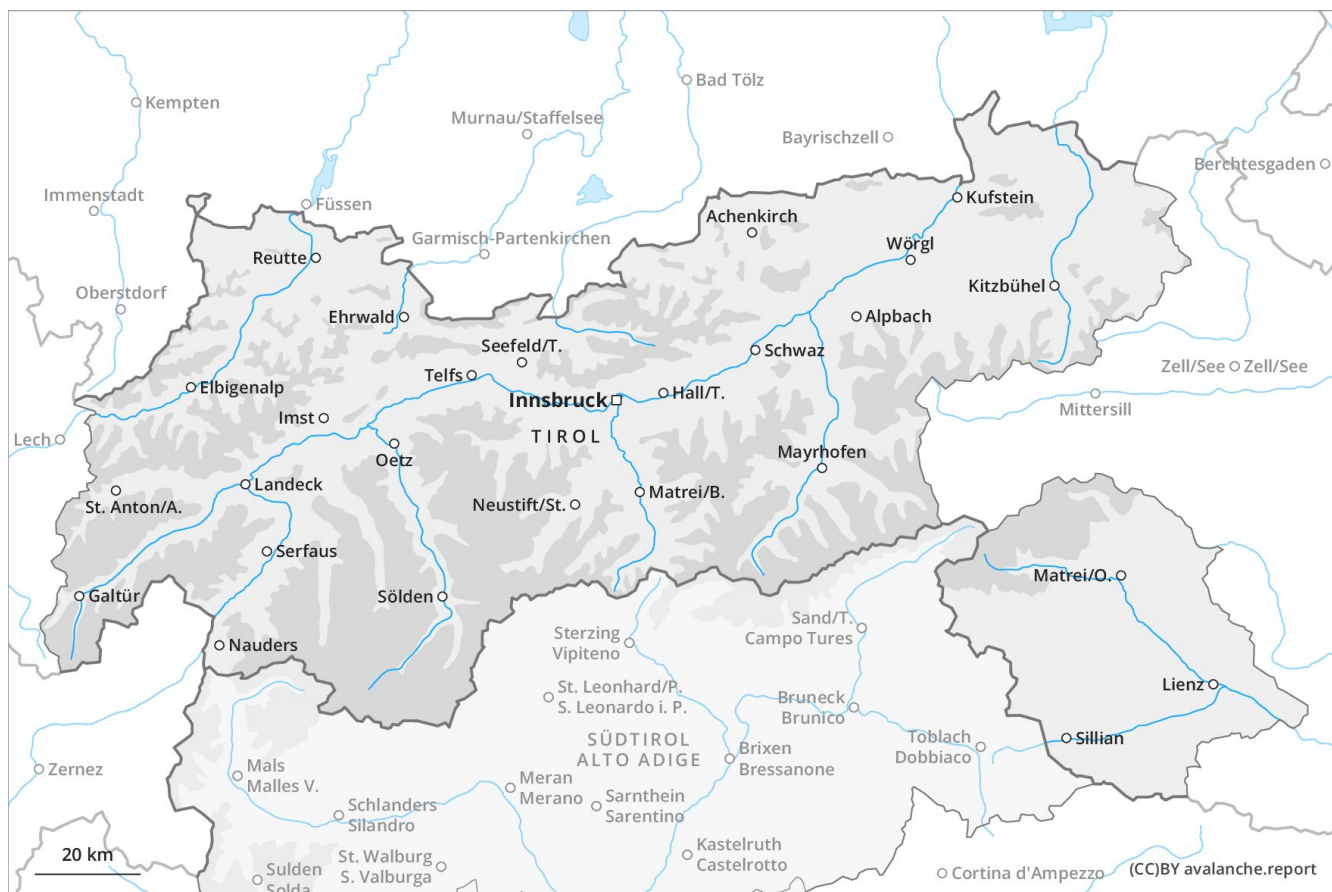 Kempten
Bad Tölz
Murnau/Staffelsee
Bayrischzell
Berchtesgaden
Immenstadt
Füssen
Kufstein
Achenkirch
Garmisch-Partenkirchen
Wörgl
Reutte
Kitzbühel
Oberstdorf
Ehrwald
Alpbach
Seefeld/T.
Schwaz
Zell/See
Zell/See
Telfs
Elbigenalp
Innsbruck
Hall/T.
Mittersill
Imst
TIROL
Lech
Oetz
Mayrhofen
Landeck
Matrei/B.
St. Anton/A.
Neustift/St.
Serfaus
Matrei/O.
Galtür
Sölden
Sand/T.
Campo Tures
Sterzing
Vipiteno
Nauders
Lienz
St. Leonhard/P.
S. Leonardo i. P.
Bruneck
Brunico
Sillian
SÜDTIROL
ALTO ADIGE
Toblach
Dobbiaco
Brixen
Bressanone
Zernez
Mals
Malles V.
Meran
Merano
Sarnthein
Sarentino
Schlanders
Silandro
Kastelruth
Castelrotto
20 km
St. Walburg
S. Valburga
Sulden
Solda
Cortina d'Ampezzo
(CC)BY avalanche.report